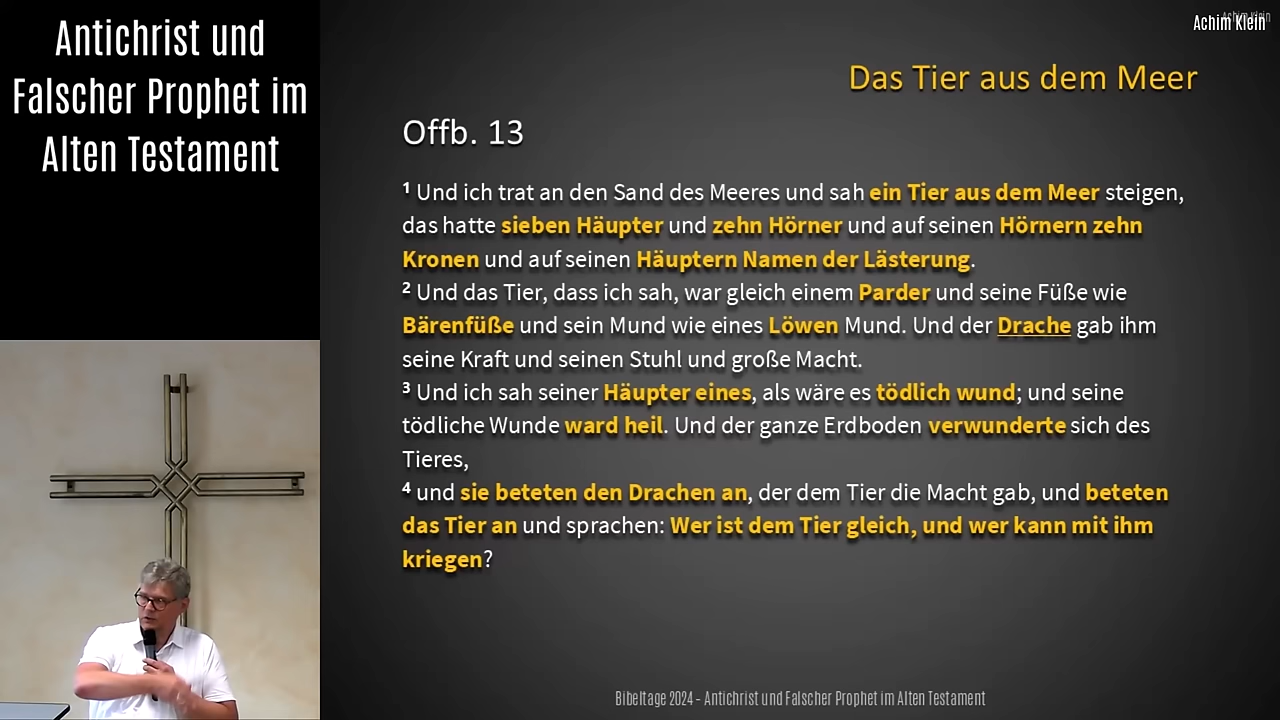 Antichrist und
Falscher Prophet im
Alten Testament
Achim Klein
Achim Klein
Das Tier aus dem Meer
Offb. 13
¹ Und ich trat an den Sand des Meeres und sah ein Tier aus dem Meer steigen,
das hatte sieben Häupter und zehn Hörner und auf seinen Hörnern zehn
Kronen und auf seinen Häuptern Namen der Lästerung.
² Und das Tier, dass ich sah, war gleich einem Parder und seine Füße wie
Bärenfüße und sein Mund wie eines Löwen Mund. Und der Drache gab ihm
seine Kraft und seinen Stuhl und große Macht.
³ Und ich sah seiner Häupter eines, als wäre es tödlich wund; und seine
tödliche Wunde ward heil. Und der ganze Erdboden verwunderte sich des
Tieres,
⁴ und sie beteten den Drachen an, der dem Tier die Macht gab, und beteten
das Tier an und sprachen: Wer ist dem Tier gleich, und wer kann mit ihm
kriegen?
Bibeltage 2024 – Antichrist und Falscher Prophet im Alten Testament